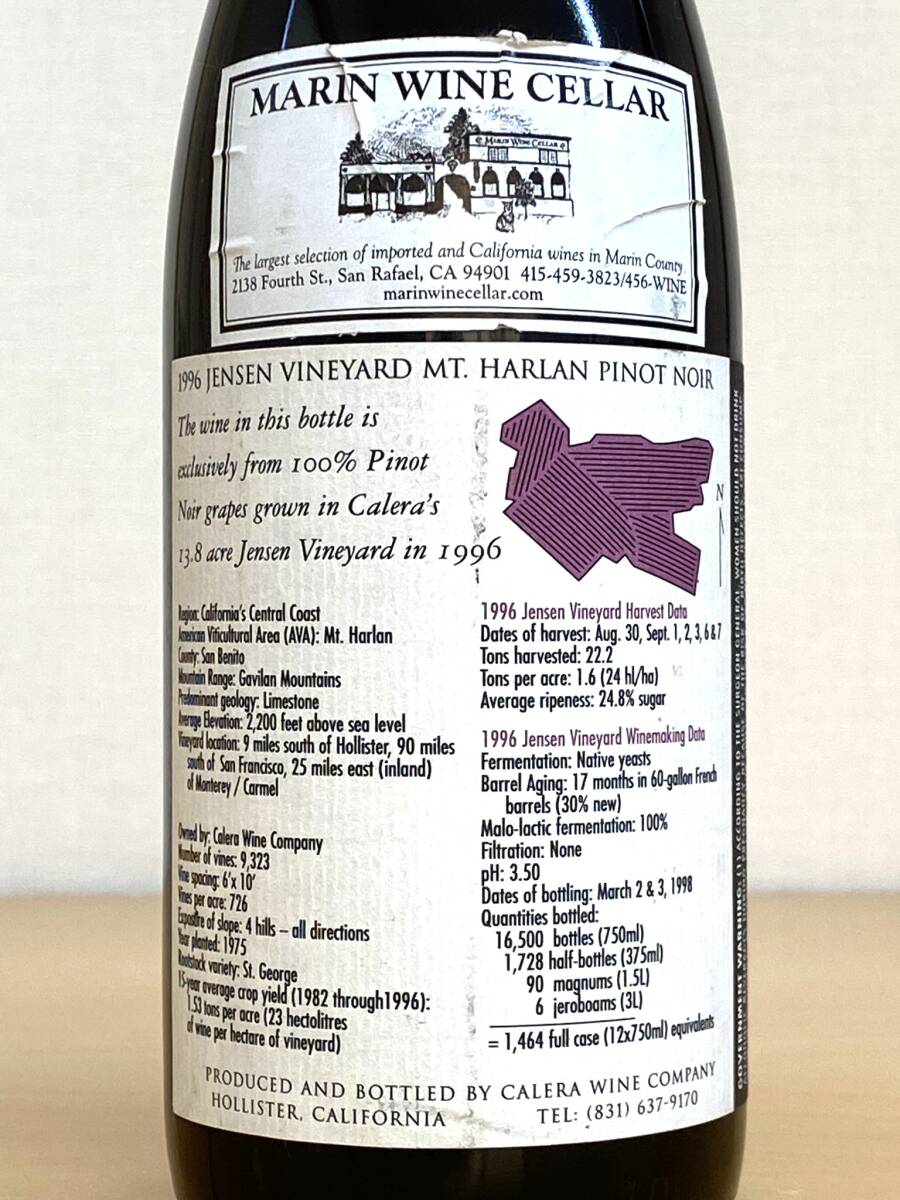 MARIN WINE CELLAR
MARIN WINE CELLAR
The largest selection of imported and California wines in Marin County
2138 Fourth St., San Rafael, CA 94901 415-459-3823/456-WINE
marinwinecellar.com
1996 JENSEN VINEYARD MT. HARLAN PINOT NOIR
The wine in this bottle is
exclusively from 100% Pinot
Noir grapes grown in Calera's
13.8 acre Jensen Vineyard in 1996
N
Region: California's Central Coast
American Viticultural Area (AVA): Mt. Harlan
County: San Benito
Mountain Range: Gavilan Mountains
Predominant geology: Limestone
Average Elevation: 2,200 feet above sea level
Vineyard location: 9 miles south of Hollister, 90 miles
south of San Francisco, 25 miles east (inland)
of Monterey / Carmel
Owned by: Calera Wine Company
Number of vines: 9,323
Vine spacing: 6' x 10'
Vines per acre: 726
Exposure of slope: 4 hills – all directions
Year planted: 1975
Rootstock variety: St. George
15-year average crop yield (1982 through1996):
1.53 tons per acre (23 hectolitres
of wine per hectare of vineyard)
1996 Jensen Vineyard Harvest Data
Dates of harvest: Aug. 30, Sept. 1, 2, 3, 6 & 7
Tons harvested: 22.2
Tons per acre: 1.6 (24 hl/ha)
Average ripeness: 24.8% sugar
1996 Jensen Vineyard Winemaking Data
Fermentation: Native yeasts
Barrel Aging: 17 months in 60-gallon French
barrels (30% new)
Malo-lactic fermentation: 100%
Filtration: None
pH: 3.50
Dates of bottling: March 2 & 3, 1998
Quantities bottled:
16,500 bottles (750ml)
1,728 half-bottles (375ml)
90 magnums (1.5L)
6 jeroboams (3L)
= 1,464 full case (12x750ml) equivalents
PRODUCED AND BOTTLED BY CALERA WINE COMPANY
HOLLISTER, CALIFORNIA TEL: (831) 637-9170
GOVERNMENT WARNING: (1) ACCORDING TO THE SURGEON GENERAL, WOMEN SHOULD NOT DRINK